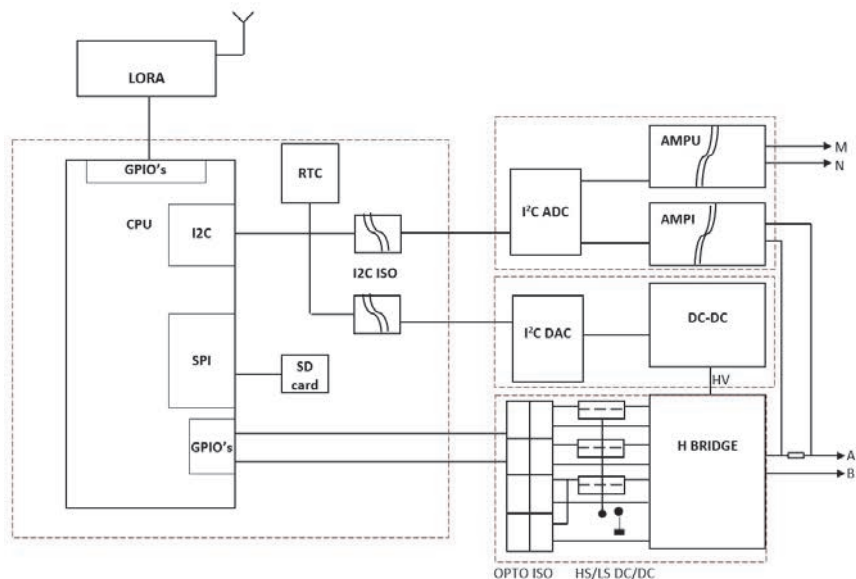 LORA
GPIO's
CPU
I2C
RTC
I2C ISO
SPI
SD
card
GPIO's
I²C ADC
AMPU
M
N
AMPI
I²C DAC
DC-DC
HV
H BRIDGE
A
B
OPTO ISO
HS/LS DC/DC